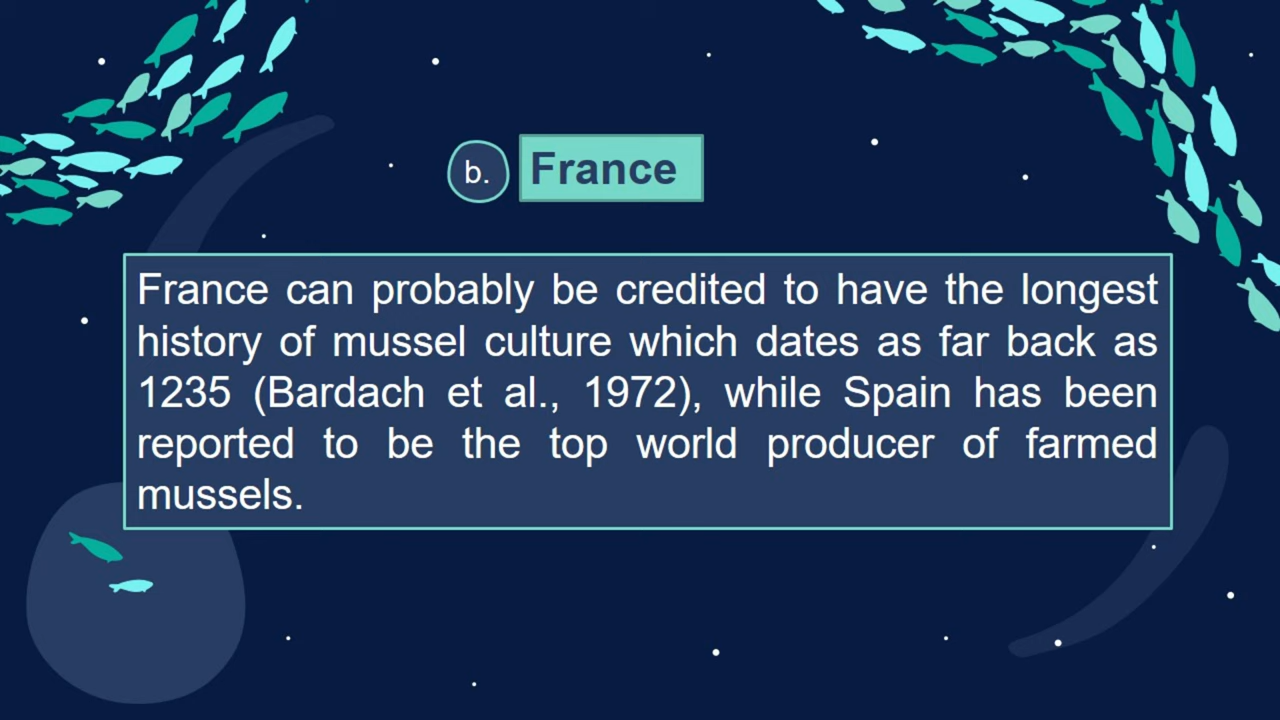 b.
France
France can probably be credited to have the longest
history of mussel culture which dates as far back as
1235 (Bardach et al., 1972), while Spain has been
reported to be the top world producer of farmed
mussels.